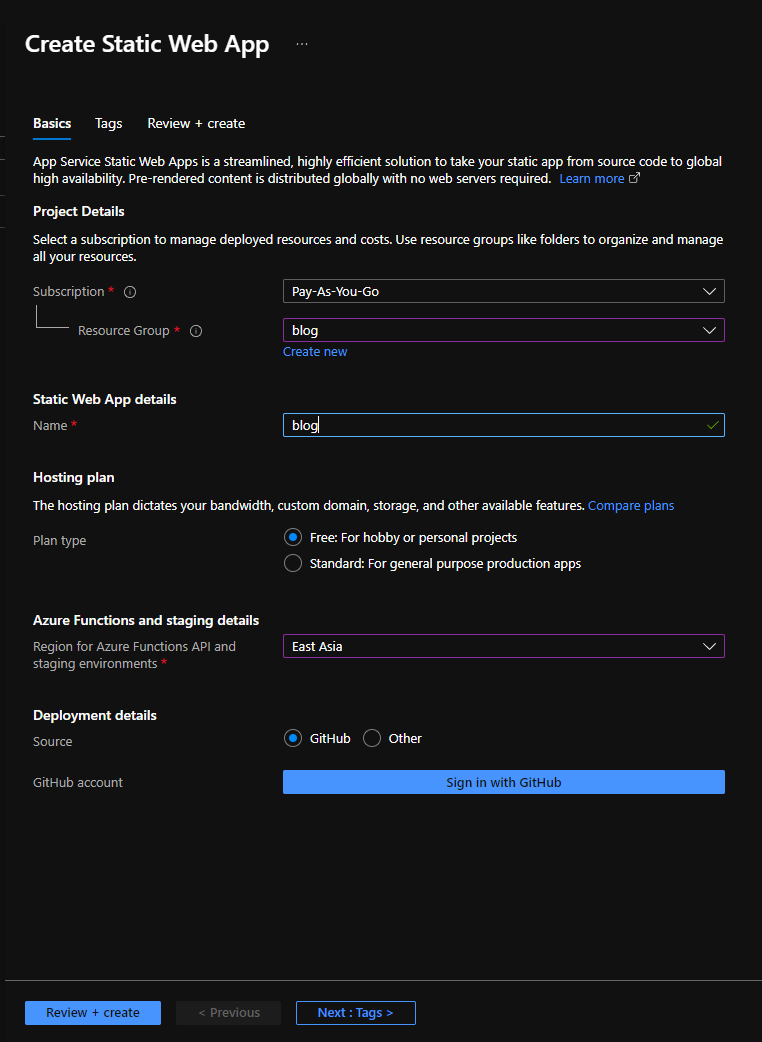 Create Static Web App ...
Basics Tags Review + create
App Service Static Web Apps is a streamlined, highly efficient solution to take your static app from source code to global
high availability. Pre-rendered content is distributed globally with no web servers required. Learn more
Project Details
Select a subscription to manage deployed resources and costs. Use resource groups like folders to organize and manage
all your resources.
Subscription *
Pay-As-You-Go
Resource Group *
blog
Create new
Static Web App details
Name *
blog
Hosting plan
The hosting plan dictates your bandwidth, custom domain, storage, and other available features. Compare plans
Plan type
Free: For hobby or personal projects
Standard: For general purpose production apps
Azure Functions and staging details
Region for Azure Functions API and
staging environments *
East Asia
Deployment details
Source
GitHub Other
GitHub account
Sign in with GitHub
Review + create < Previous Next : Tags >